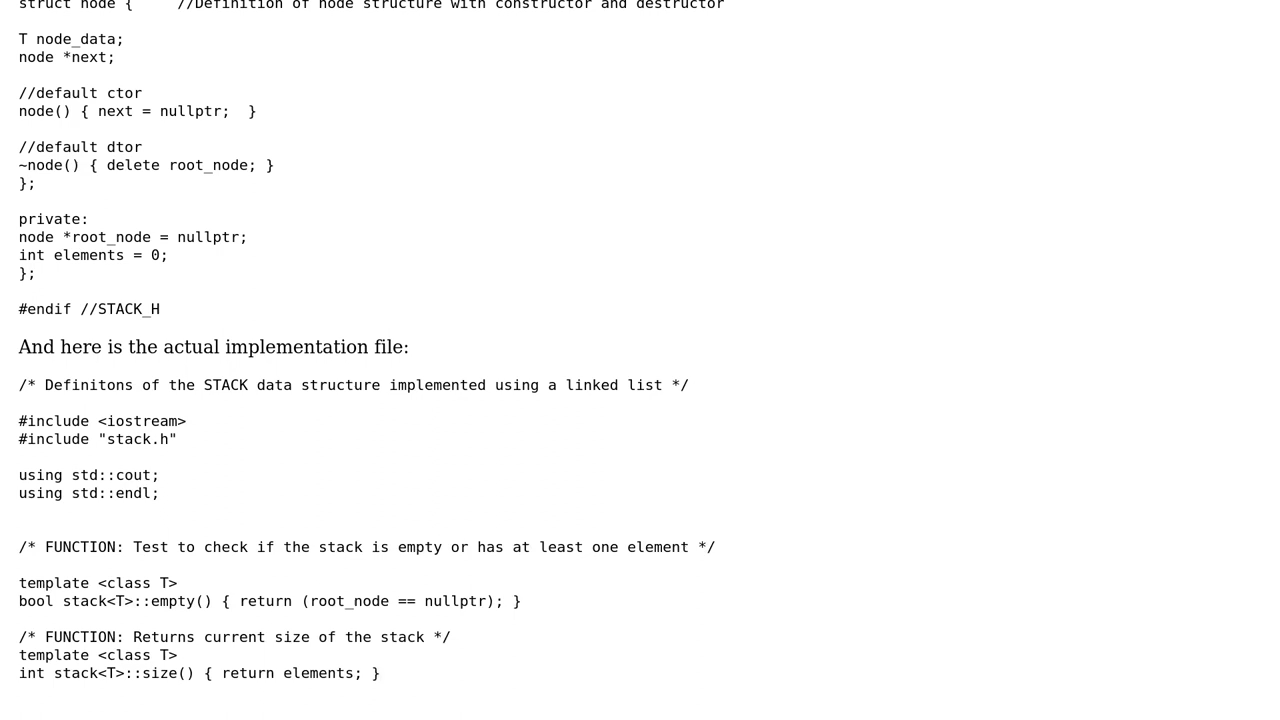 struct node {     //Definition of node structure with constructor and destructor
T node_data;
node *next;
//default ctor
node() { next = nullptr;  }
//default dtor
~node() { delete root_node; }
};
private:
node *root_node = nullptr;
int elements = 0;
};
#endif //STACK_H
And here is the actual implementation file:
/* Definitons of the STACK data structure implemented using a linked list */
#include <iostream>
#include "stack.h"
using std::cout;
using std::endl;
/* FUNCTION: Test to check if the stack is empty or has at least one element */
template <class T>
bool stack<T>::empty() { return (root_node == nullptr); }
/* FUNCTION: Returns current size of the stack */
template <class T>
int stack<T>::size() { return elements; }